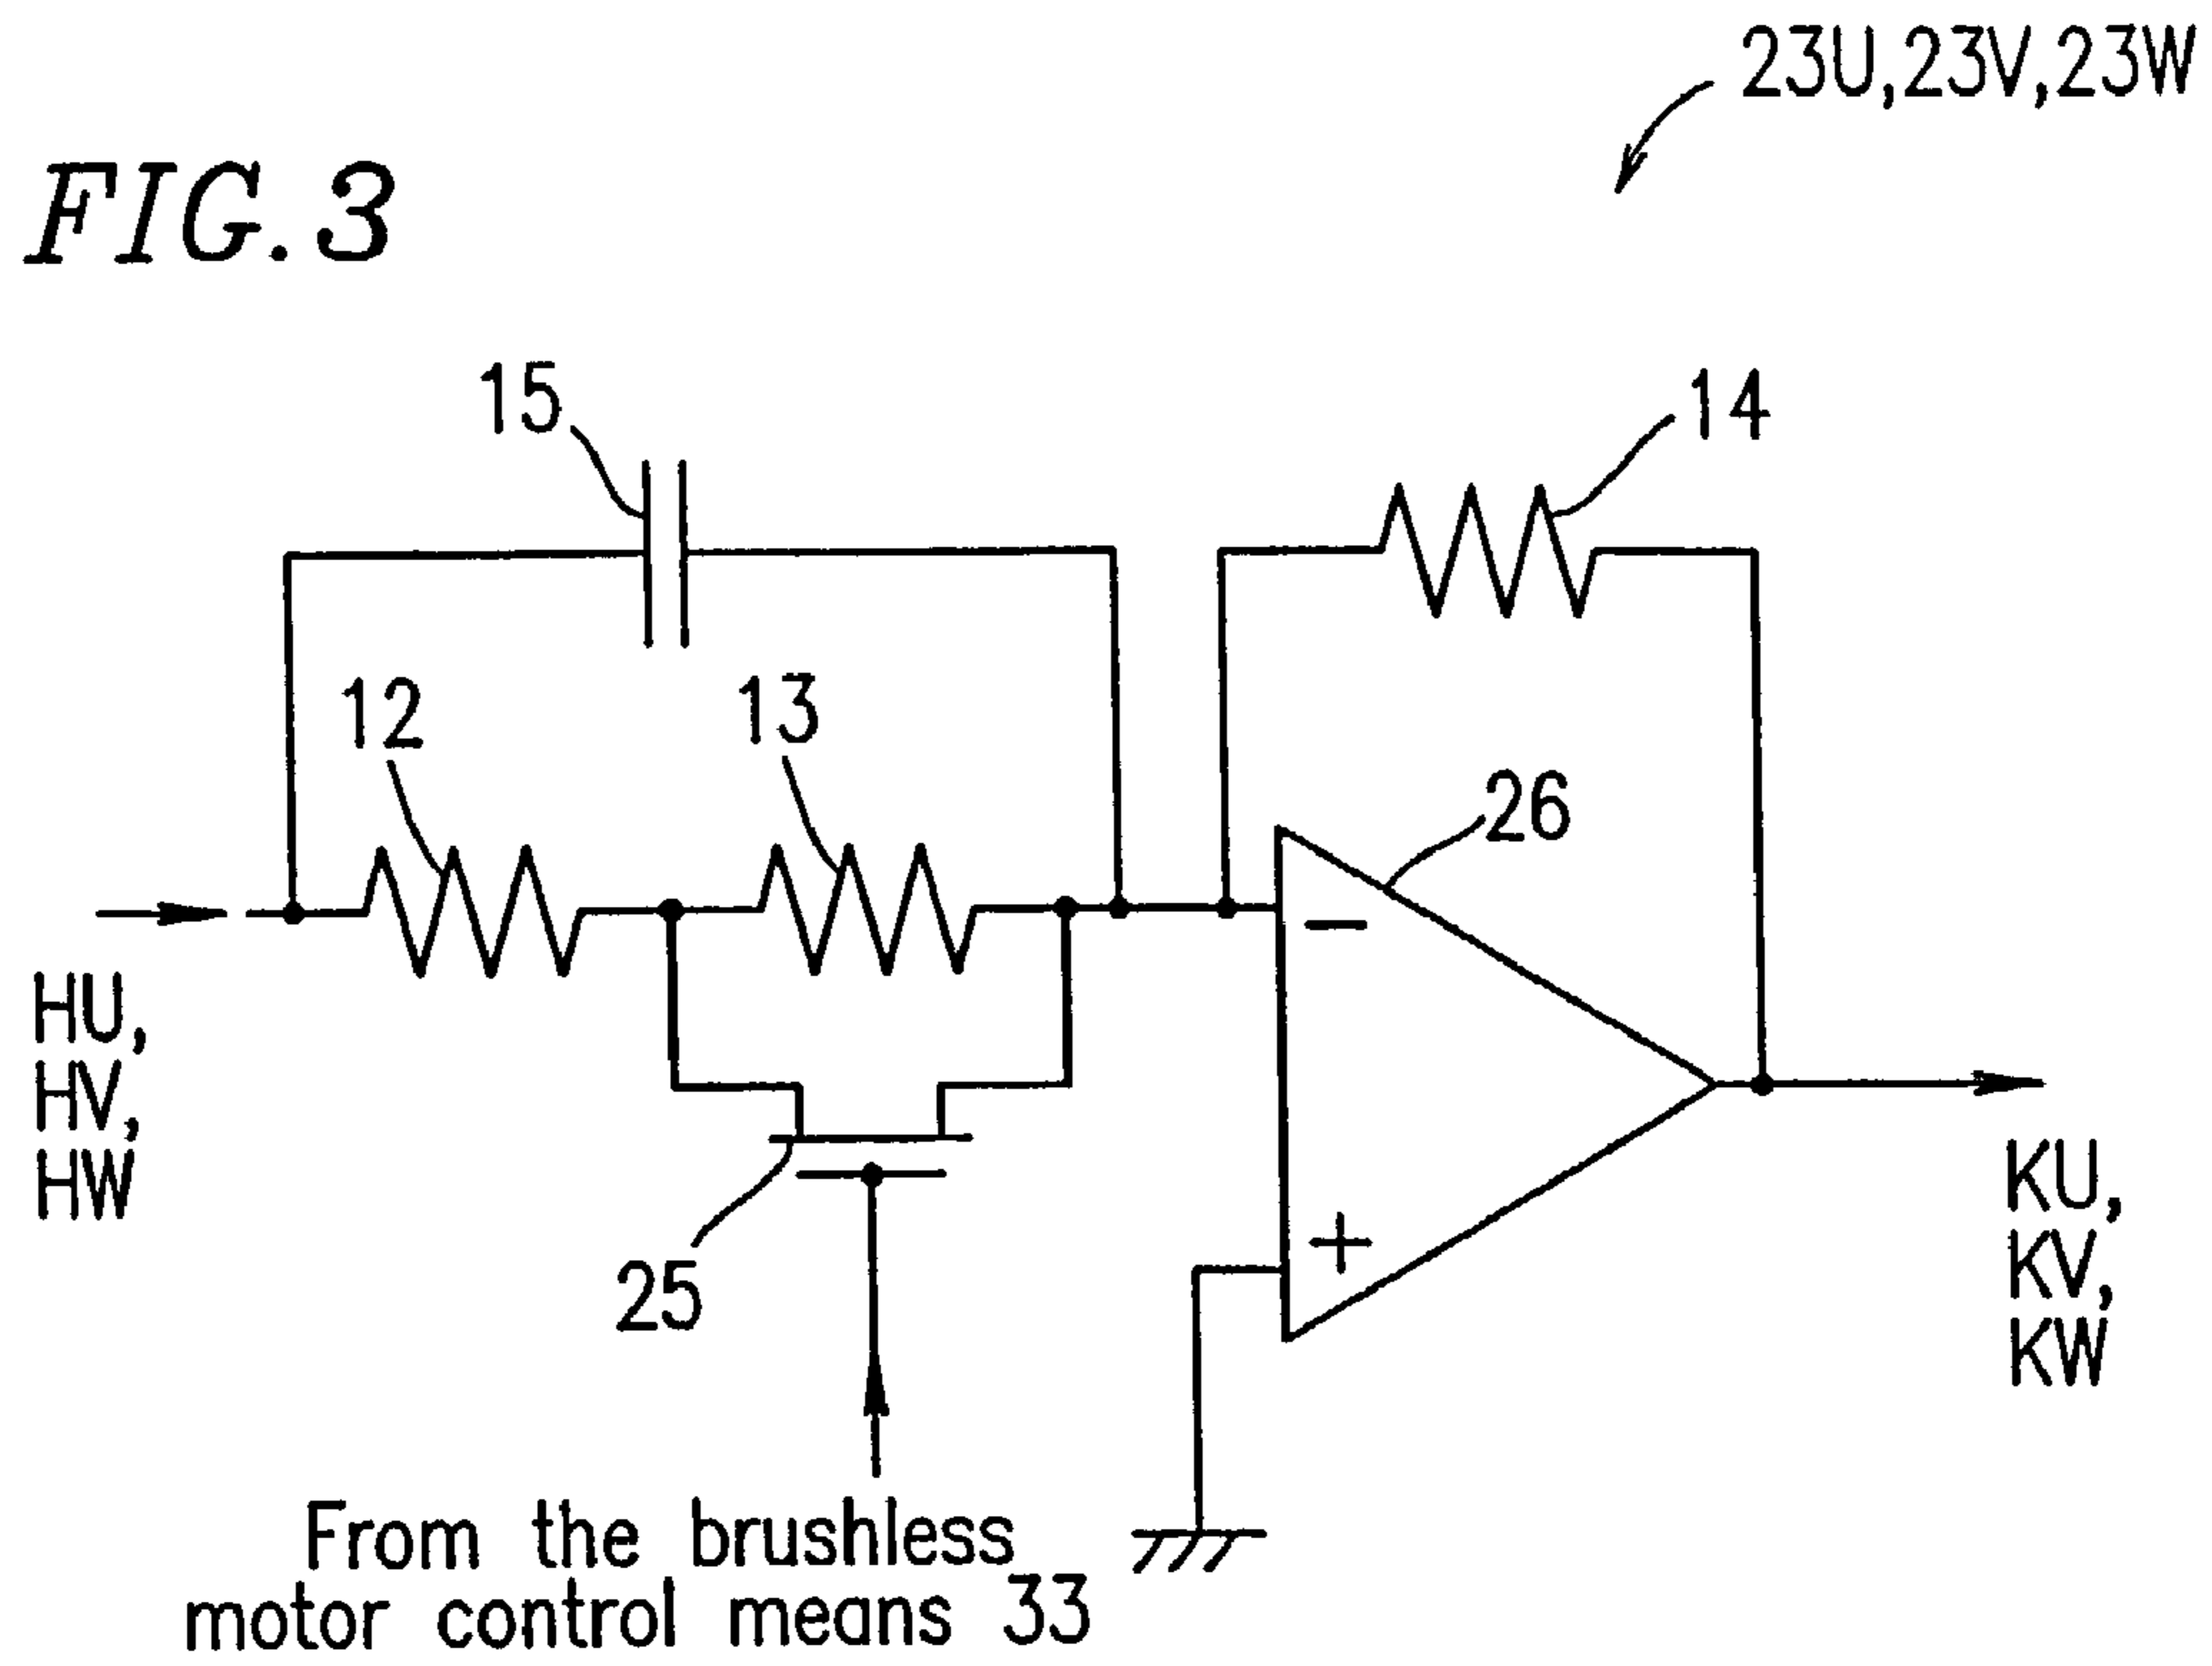 23U,23V,23W
FIG.3
15
14
12
13
26
−
HU,
HV,
HW
+
KU,
KV,
KW
25
From the brushless
motor control means 33